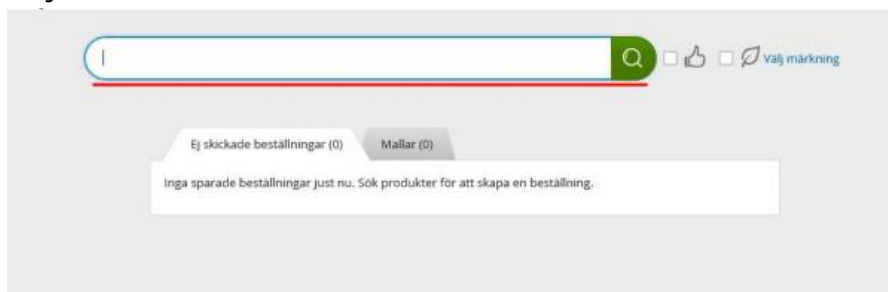 Välj märkning
Ej skickade beställningar (0)
Mallar (0)
Inga sparade beställningar just nu. Sök produkter för att skapa en beställning.